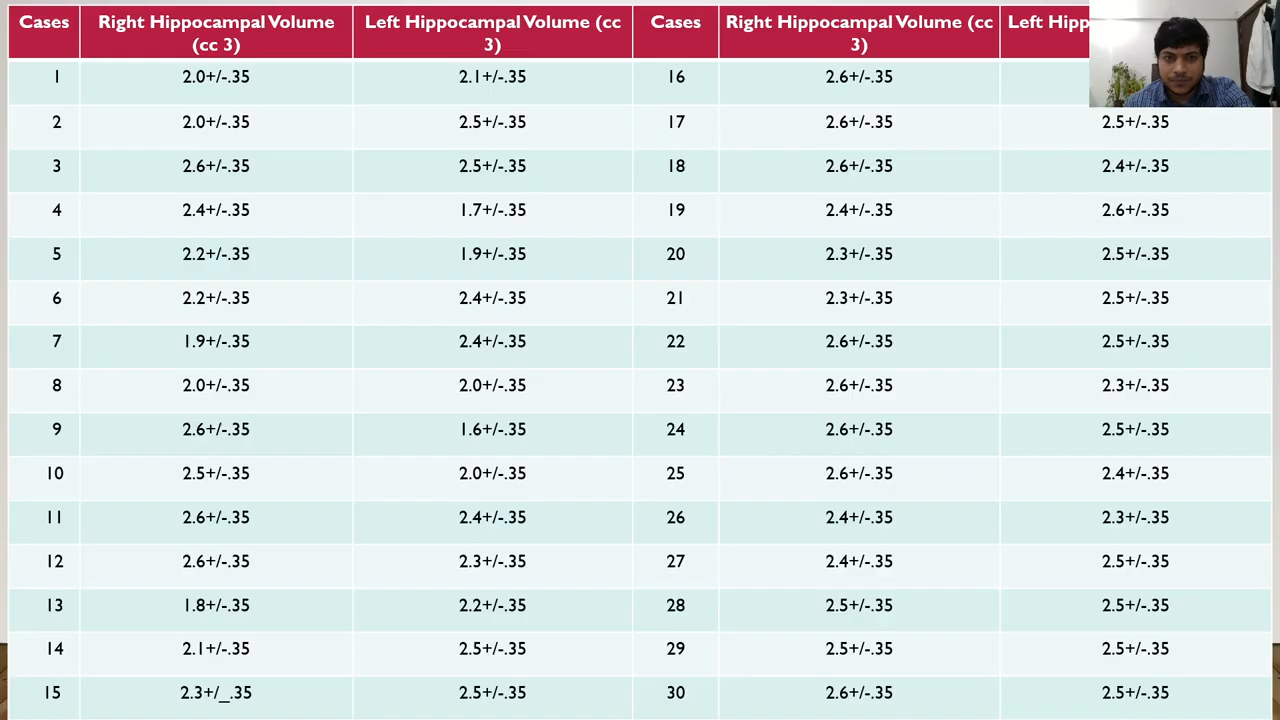 Cases Right Hippocampal Volume Left Hippocampal Volume (cc Cases Right Hippocampal Volume (cc Left
(cc 3) 3) 3)
1 2.0+/-.35 2.1+/-.35 16 2.6+/-.35
2 2.0+/-.35 2.5+/-.35 17 2.6+/-.35 2.5+/-.35
3 2.6+/-.35 2.5+/-.35 18 2.6+/-.35 2.4+/-.35
4 2.4+/-.35 1.7+/-.35 19 2.4+/-.35 2.6+/-.35
5 2.2+/-.35 1.9+/-.35 20 2.3+/-.35 2.5+/-.35
6 2.2+/-.35 2.4+/-.35 21 2.3+/-.35 2.5+/-.35
7 1.9+/-.35 2.4+/-.35 22 2.6+/-.35 2.5+/-.35
8 2.0+/-.35 2.0+/-.35 23 2.6+/-.35 2.3+/-.35
9 2.6+/-.35 1.6+/-.35 24 2.6+/-.35 2.5+/-.35
10 2.5+/-.35 2.0+/-.35 25 2.6+/-.35 2.4+/-.35
11 2.6+/-.35 2.4+/-.35 26 2.4+/-.35 2.3+/-.35
12 2.6+/-.35 2.3+/-.35 27 2.4+/-.35 2.5+/-.35
13 1.8+/-.35 2.2+/-.35 28 2.5+/-.35 2.5+/-.35
14 2.1+/-.35 2.5+/-.35 29 2.5+/-.35 2.5+/-.35
15 2.3+/_.35 2.5+/-.35 30 2.6+/-.35 2.5+/-.35